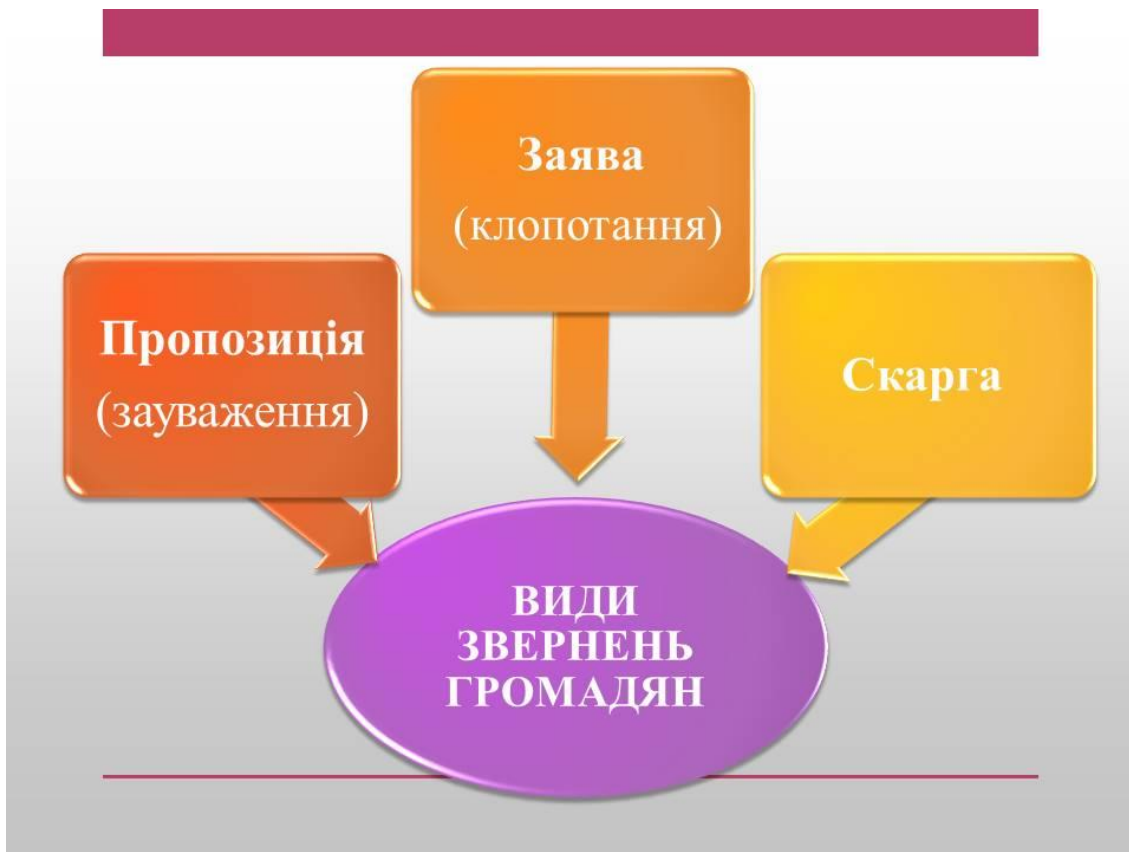 Заява
(клопотання)
Пропозиція
(зауваження)
Скарга
ВИДИ
ЗВЕРНЕНЬ
ГРОМАДЯН